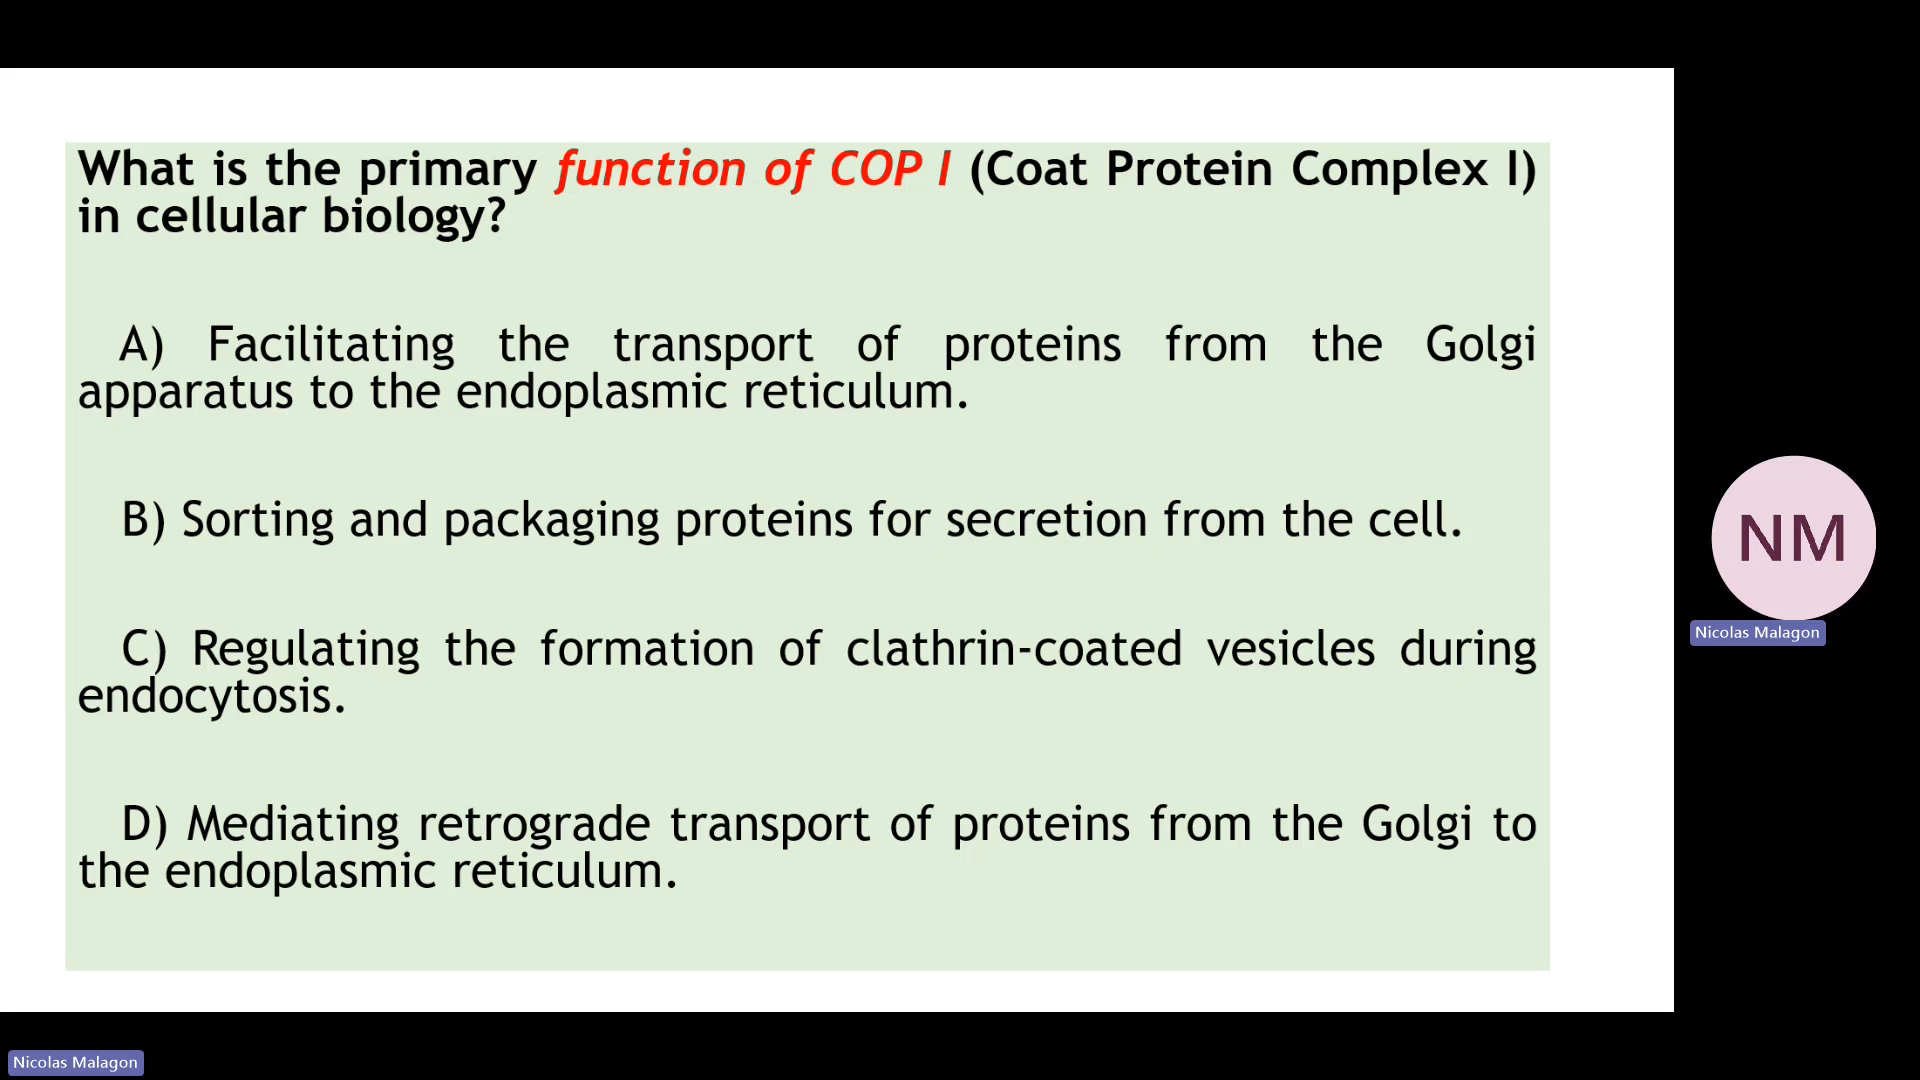 What is the primary function of COP I (Coat Protein Complex I)
in cellular biology?
A) Facilitating the transport of proteins from the Golgi
apparatus to the endoplasmic reticulum.
B) Sorting and packaging proteins for secretion from the cell.
C) Regulating the formation of clathrin-coated vesicles during
endocytosis.
D) Mediating retrograde transport of proteins from the Golgi to
the endoplasmic reticulum.
NM
Nicolas Malagon
Nicolas Malagon